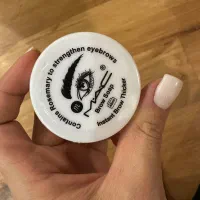 Contains Rosemary to strengthen eyebrows
®
Brow Soap
Instant Brow Thicker